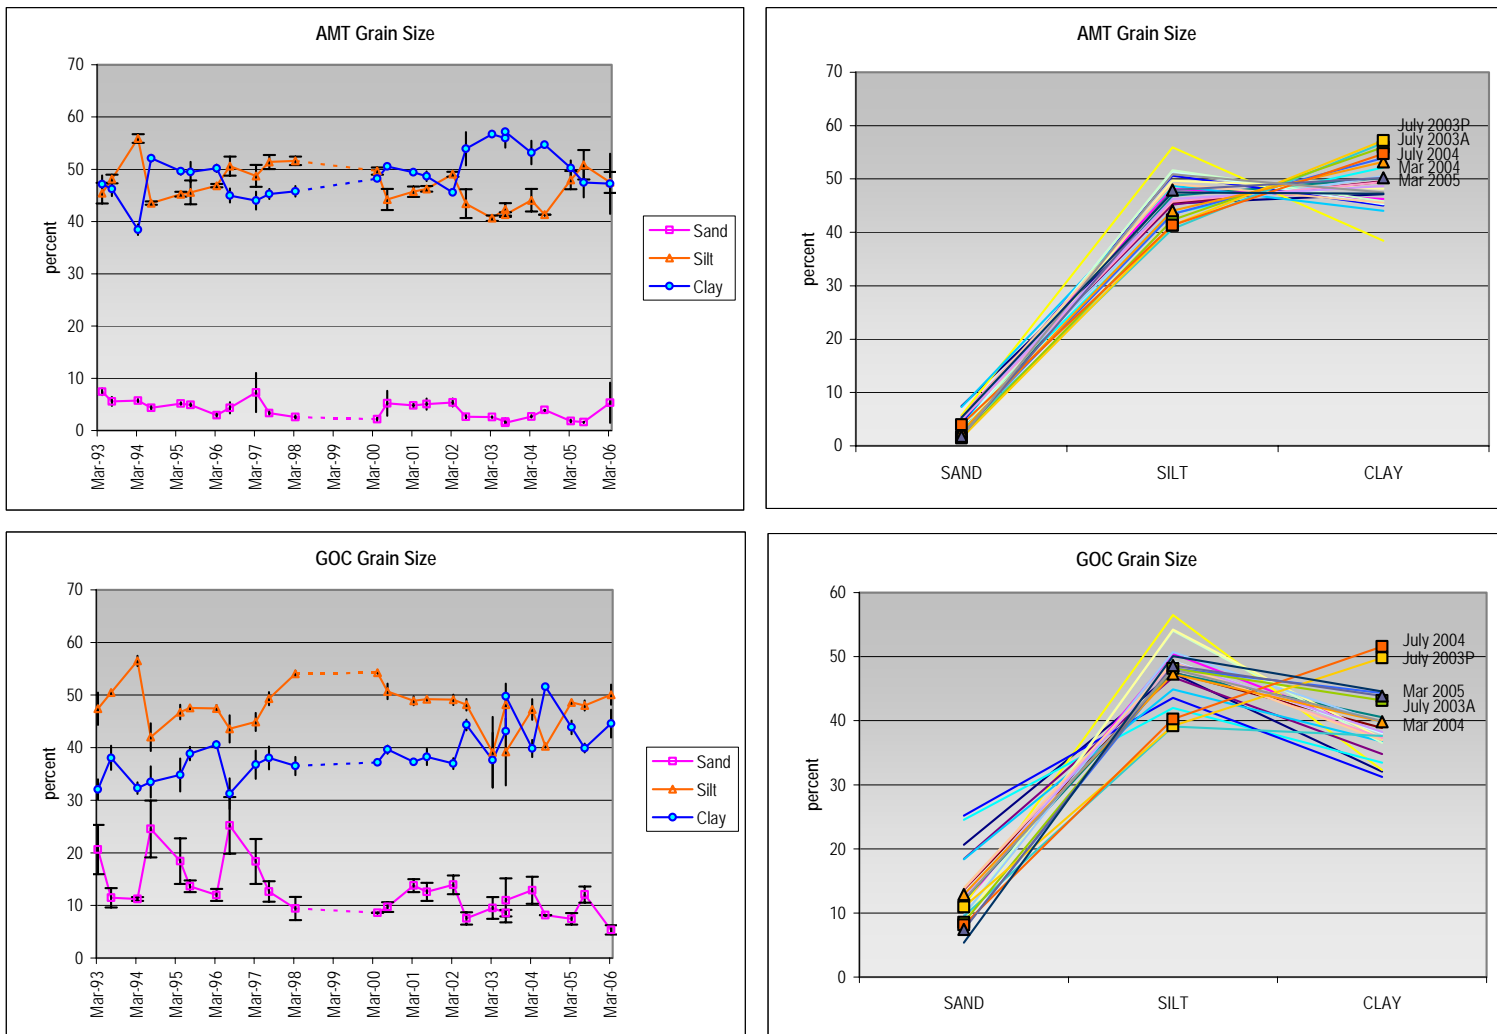 AMT Grain Size
70
60
50
40
30
20
10
0
percent
Mar-93
Mar-94
Mar-95
Mar-96
Mar-97
Mar-98
Mar-99
Mar-00
Mar-01
Mar-02
Mar-03
Mar-04
Mar-05
Mar-06
Sand
Silt
Clay
AMT Grain Size
70
60
50
40
30
20
10
0
percent
SAND
SILT
CLAY
July 2003P
July 2003A
July 2004
Mar 2004
Mar 2005
GOC Grain Size
70
60
50
40
30
20
10
0
percent
Mar-93
Mar-94
Mar-95
Mar-96
Mar-97
Mar-98
Mar-99
Mar-00
Mar-01
Mar-02
Mar-03
Mar-04
Mar-05
Mar-06
Sand
Silt
Clay
GOC Grain Size
60
50
40
30
20
10
0
percent
SAND
SILT
CLAY
July 2004
July 2003P
Mar 2005
July 2003A
Mar 2004